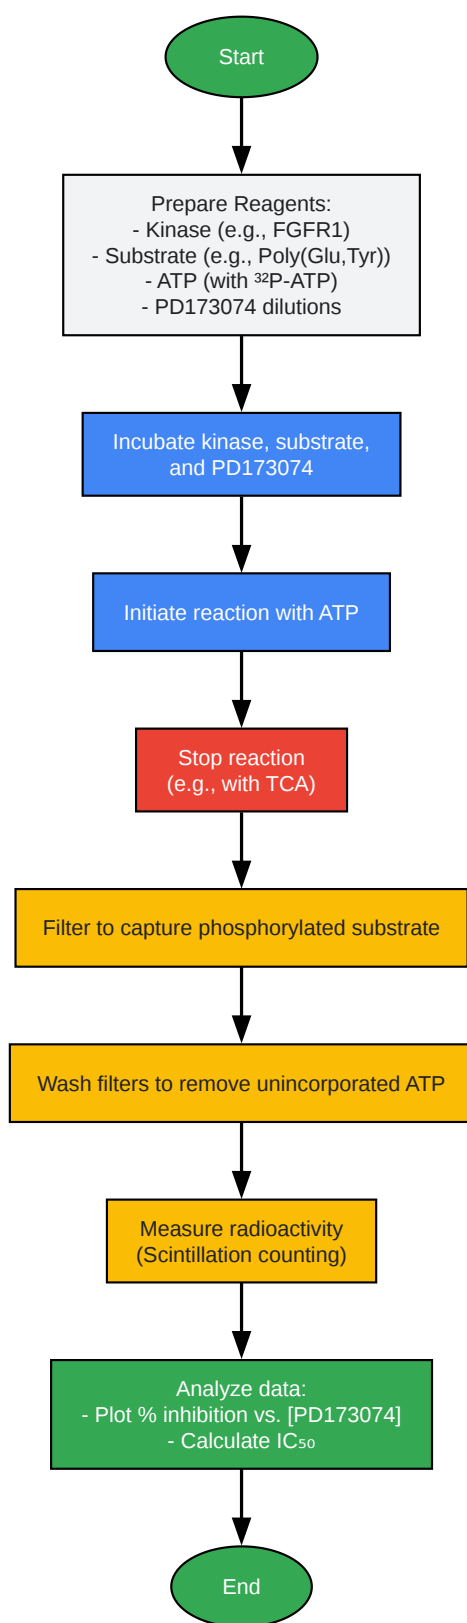 Start
Prepare Reagents:
- Kinase (e.g., FGFR1)
- Substrate (e.g., Poly(Glu,Tyr))
- ATP (with ³²P-ATP)
- PD173074 dilutions
Incubate kinase, substrate,
and PD173074
Initiate reaction with ATP
Stop reaction
(e.g., with TCA)
Filter to capture phosphorylated substrate
Wash filters to remove unincorporated ATP
Measure radioactivity
(Scintillation counting)
Analyze data:
- Plot % inhibition vs. [PD173074]
- Calculate IC₅₀
End